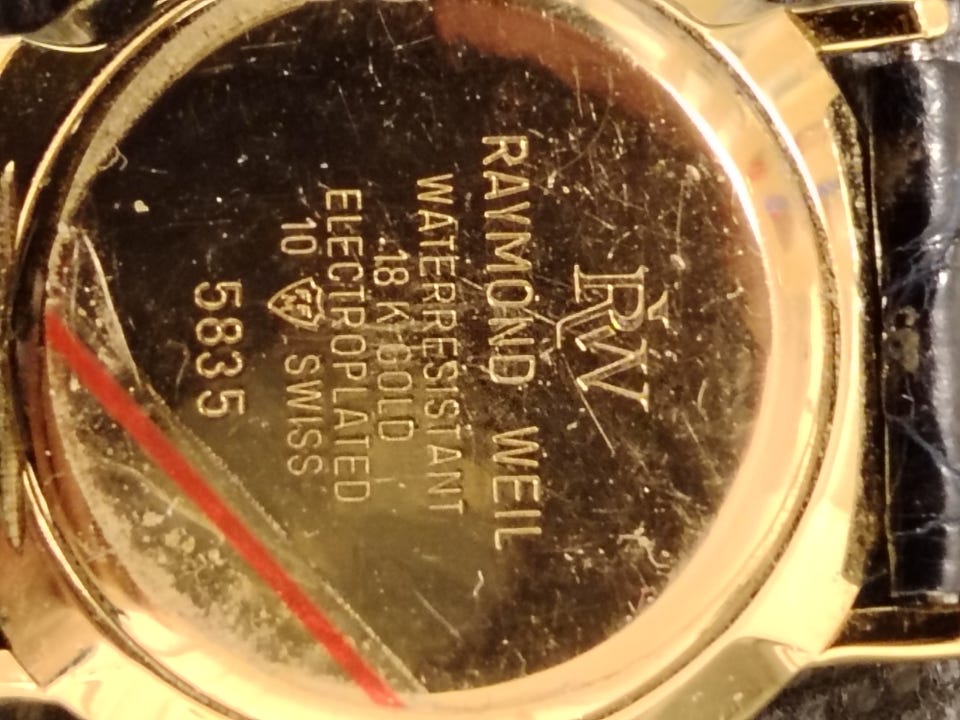 RW
RAYMOND WEIL
WATERRESISTANT
18 K GOLD
ELECTROPLATED
10 SWISS
5835